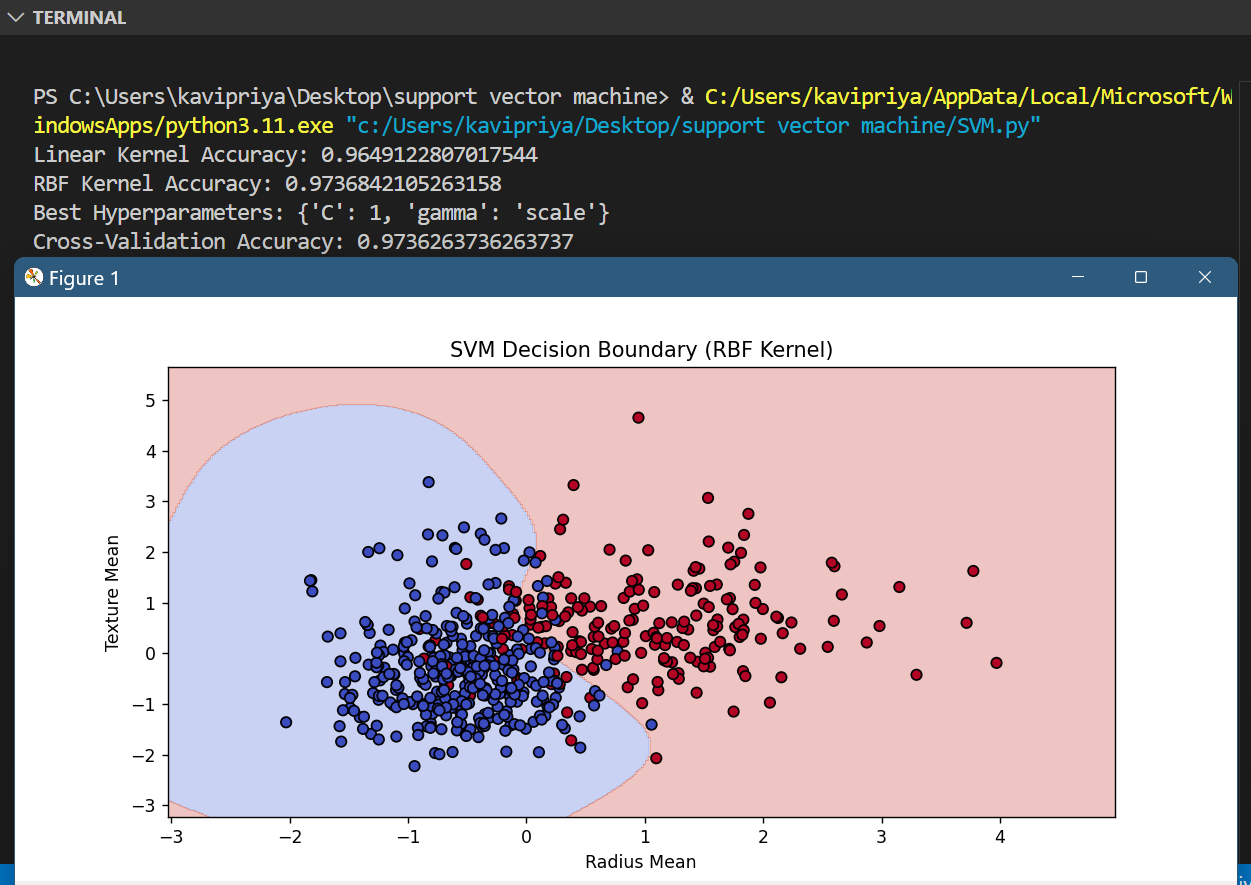 TERMINAL
PS C:\Users\kavipriya\Desktop\support vector machine> & C:/Users/kavipriya/AppData/Local/Microsoft/W
indowsApps/python3.11.exe "c:/Users/kavipriya/Desktop/support vector machine/SVM.py"
Linear Kernel Accuracy: 0.9649122807017544
RBF Kernel Accuracy: 0.9736842105263158
Best Hyperparameters: {'C': 1, 'gamma': 'scale'}
Cross-Validation Accuracy: 0.9736263736263737
Figure 1
SVM Decision Boundary (RBF Kernel)
5
4
3
2
1
0
−1
−2
−3
Texture Mean
−3 −2 −1 0 1 2 3 4
Radius Mean